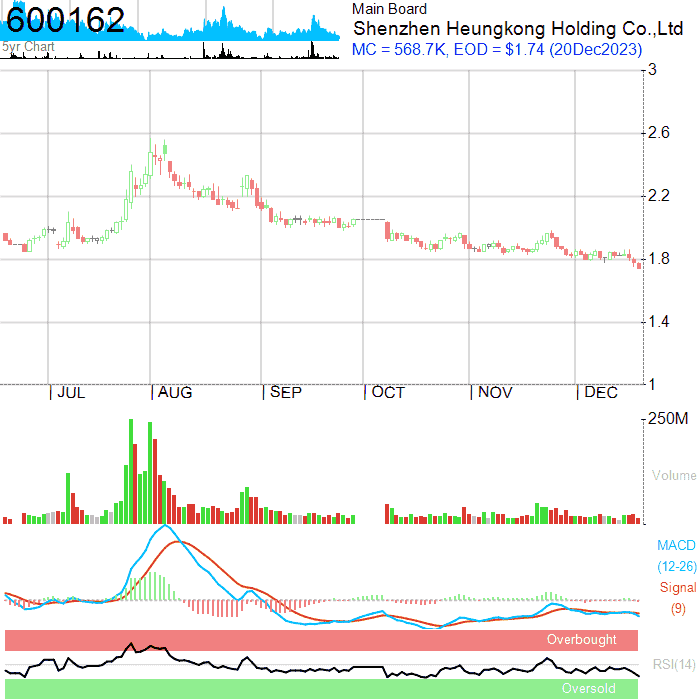 600162
5yr Chart
Main Board
Shenzhen Heungkong Holding Co.,Ltd
MC = 568.7K, EOD = $1.74 (20Dec2023)
3
2.6
2.2
1.8
1.4
1
JUL
AUG
SEP
OCT
NOV
DEC
250M
Volume
MACD
(12-26)
Signal
(9)
Overbought
RSI(14)
Oversold